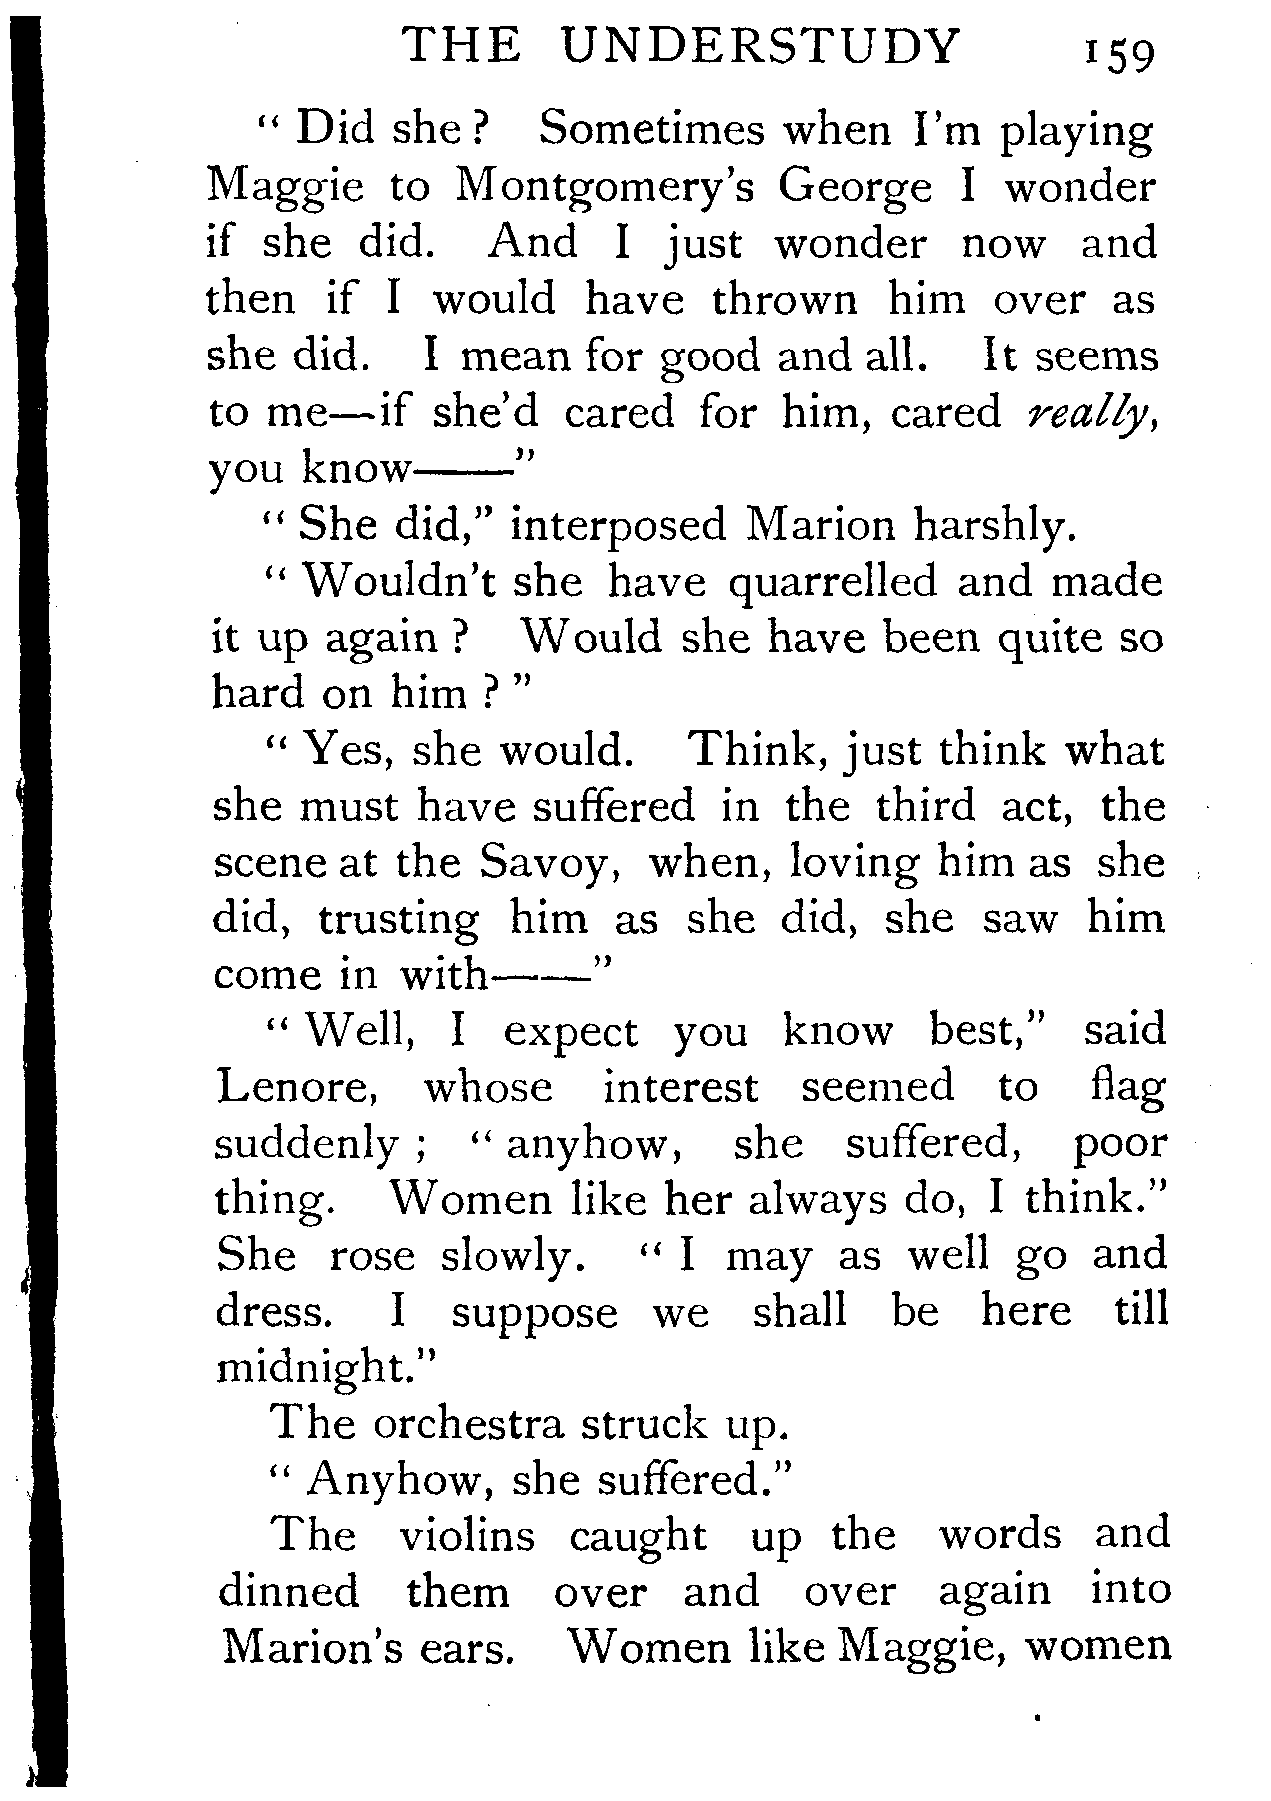 THE UNDERSTUDY 159
" Did she ? Sometimes when I'm playing
Maggie to Montgomery's George I wonder
if she did. And I just wonder now and
then if I would have thrown him over as
she did. I mean for good and all. It seems
to me—if she'd cared for him, cared really,
you know——"
" She did," interposed Marion harshly.
" Wouldn't she have quarrelled and made
it up again ? Would she have been quite so
hard on him ? "
" Yes, she would. Think, just think what
she must have suffered in the third act, the
scene at the Savoy, when, loving him as she
did, trusting him as she did, she saw him
come in with——"
" Well, I expect you know best," said
Lenore, whose interest seemed to flag
suddenly ; " anyhow, she suffered, poor
thing. Women like her always do, I think."
She rose slowly. " I may as well go and
dress. I suppose we shall be here till
midnight."
The orchestra struck up.
" Anyhow, she suffered."
The violins caught up the words and
dinned them over and over again into
Marion's ears. Women like Maggie, women